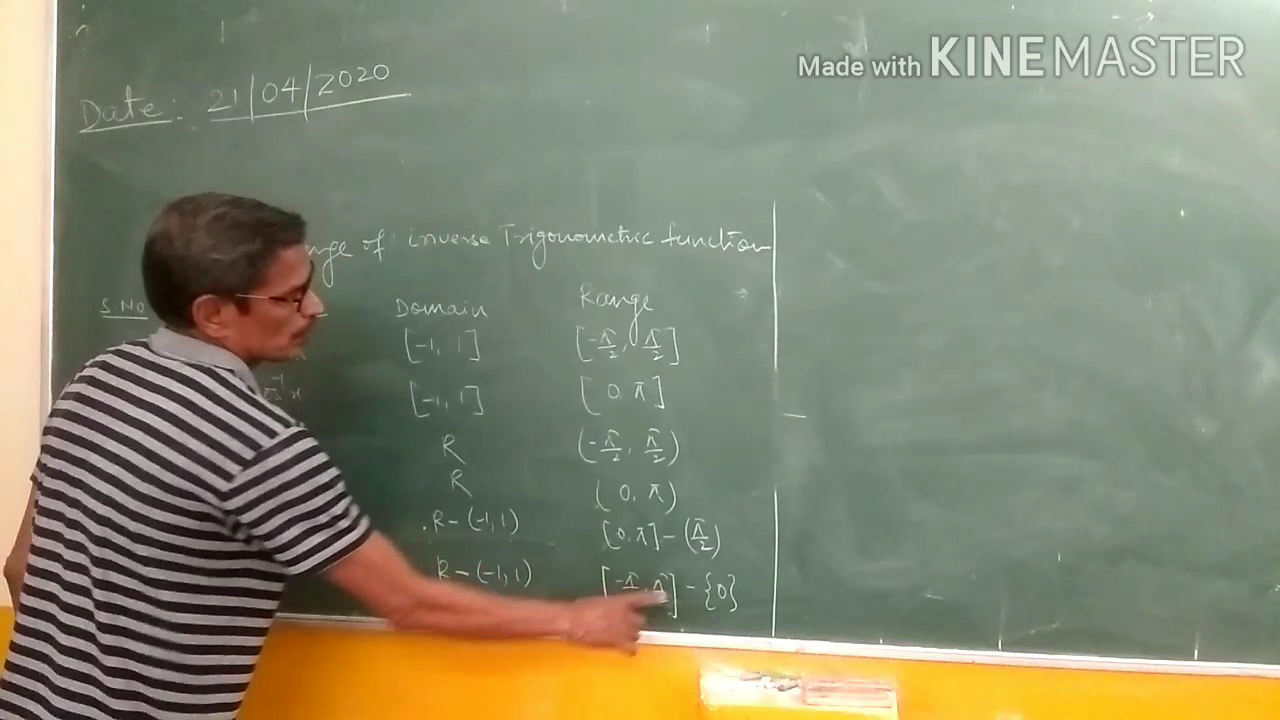 Made with KINEMASTER
Date: 21/04/2020
nge of inverse Trigonometric function
S.No Domain Range
[-1, 1] [-π/2, π/2]
[-1, 1] [0, π]
R (-π/2, π/2)
R (0, π)
R - (-1, 1) [0, π] - (π/2)
R - (-1, 1) - {0}